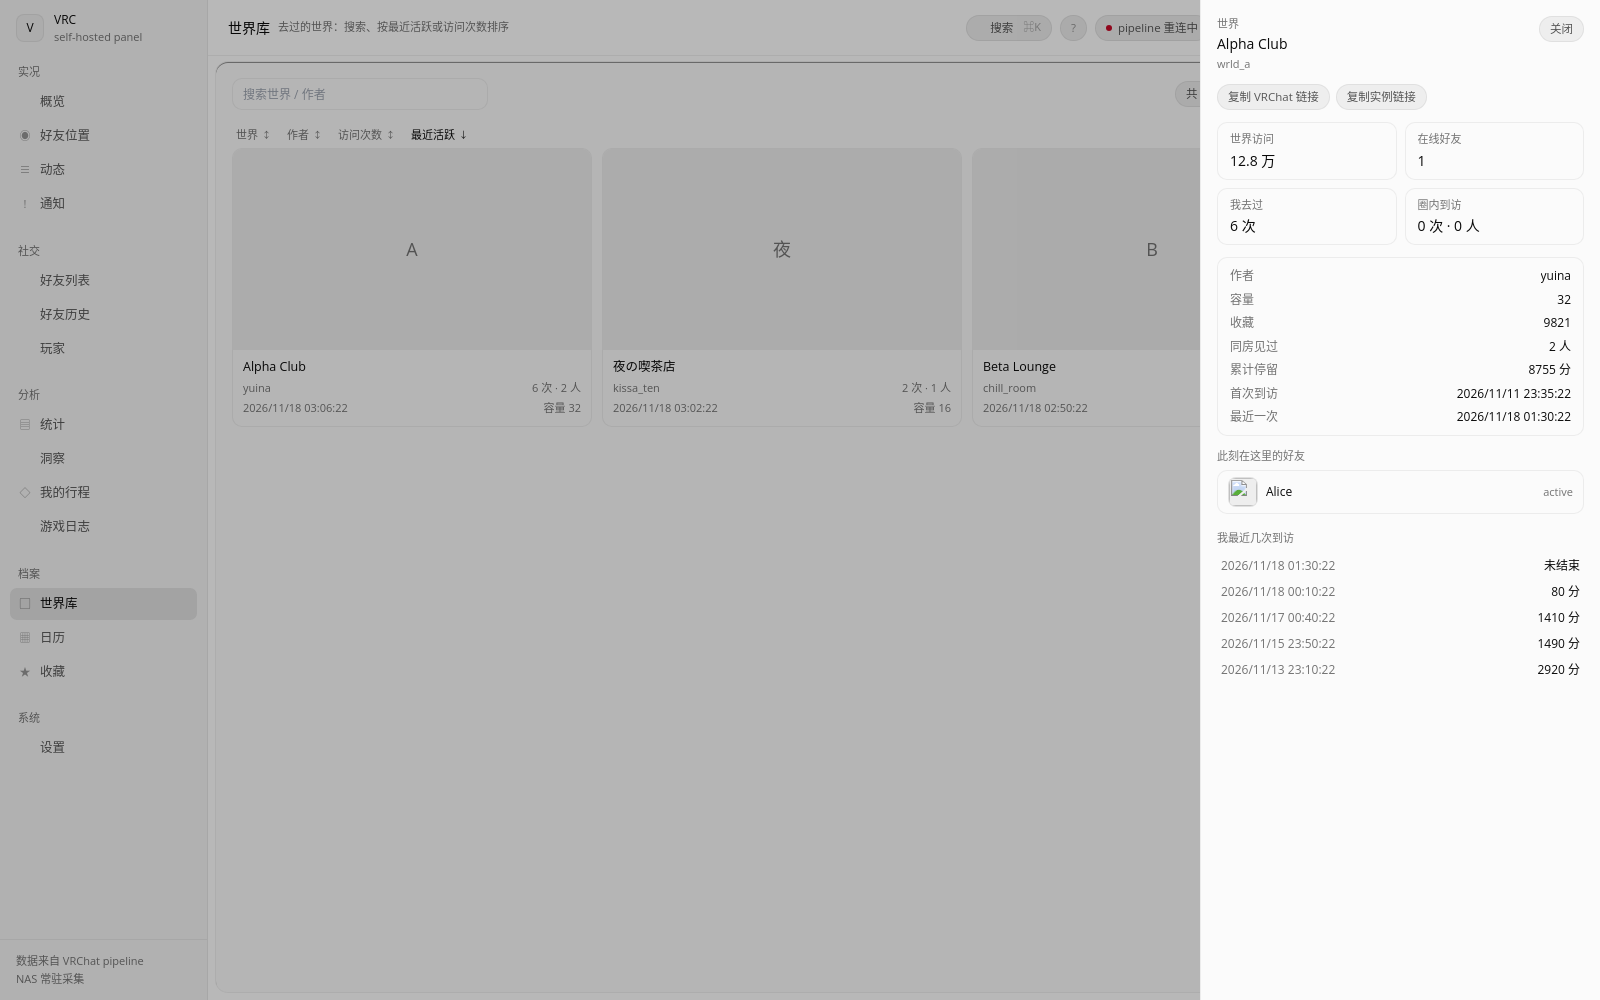 V
VRC
self-hosted panel
实况
概览
好友位置
动态
通知
社交
好友列表
好友历史
玩家
分析
统计
洞察
我的行程
游戏日志
档案
世界库
日历
收藏
系统
设置
数据来自 VRChat pipeline
NAS 常驻采集
世界库 去过的世界：搜索、按最近活跃或访问次数排序
搜索 ⌘K
?
pipeline 重连中
搜索世界 / 作者
共
世界 ↕ 作者 ↕ 访问次数 ↕ 最近活跃 ↓
A
Alpha Club
yuina 6 次 · 2 人
2026/11/18 03:06:22 容量 32
夜
夜の喫茶店
kissa_ten 2 次 · 1 人
2026/11/18 03:02:22 容量 16
B
Beta Lounge
chill_room
2026/11/18 02:50:22
世界
Alpha Club
wrld_a
关闭
复制 VRChat 链接 复制实例链接
世界访问
12.8 万
在线好友
1
我去过
6 次
圈内到访
0 次 · 0 人
作者 yuina
容量 32
收藏 9821
同房见过 2 人
累计停留 8755 分
首次到访 2026/11/11 23:35:22
最近一次 2026/11/18 01:30:22
此刻在这里的好友
Alice active
我最近几次到访
2026/11/18 01:30:22 未结束
2026/11/18 00:10:22 80 分
2026/11/17 00:40:22 1410 分
2026/11/15 23:50:22 1490 分
2026/11/13 23:10:22 2920 分